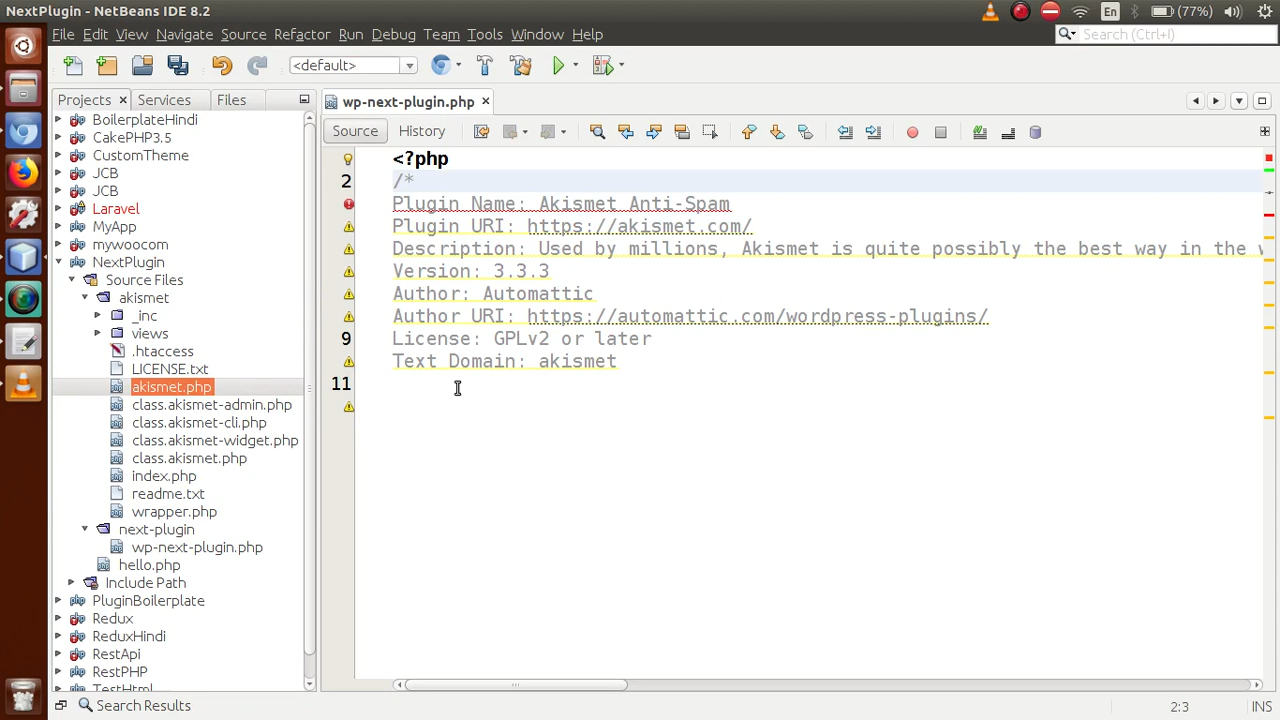 NextPlugin - NetBeans IDE 8.2
En
(77%)
File Edit View Navigate Source Refactor Run Debug Team Tools Window Help
Search (Ctrl+I)
<default>
Projects
Services
Files
wp-next-plugin.php
Source
History
BoilerplateHindi
CakePHP3.5
CustomTheme
JCB
JCB
Laravel
MyApp
mywoocom
NextPlugin
Source Files
akismet
_inc
views
.htaccess
LICENSE.txt
akismet.php
class.akismet-admin.php
class.akismet-cli.php
class.akismet-widget.php
class.akismet.php
index.php
readme.txt
wrapper.php
next-plugin
wp-next-plugin.php
hello.php
Include Path
PluginBoilerplate
Redux
ReduxHindi
RestApi
RestPHP
TestHtml
<?php
2 /*
Plugin Name: Akismet Anti-Spam
Plugin URI: https://akismet.com/
Description: Used by millions, Akismet is quite possibly the best way in the
Version: 3.3.3
Author: Automattic
Author URI: https://automattic.com/wordpress-plugins/
9 License: GPLv2 or later
Text Domain: akismet
11
Search Results
2:3
INS